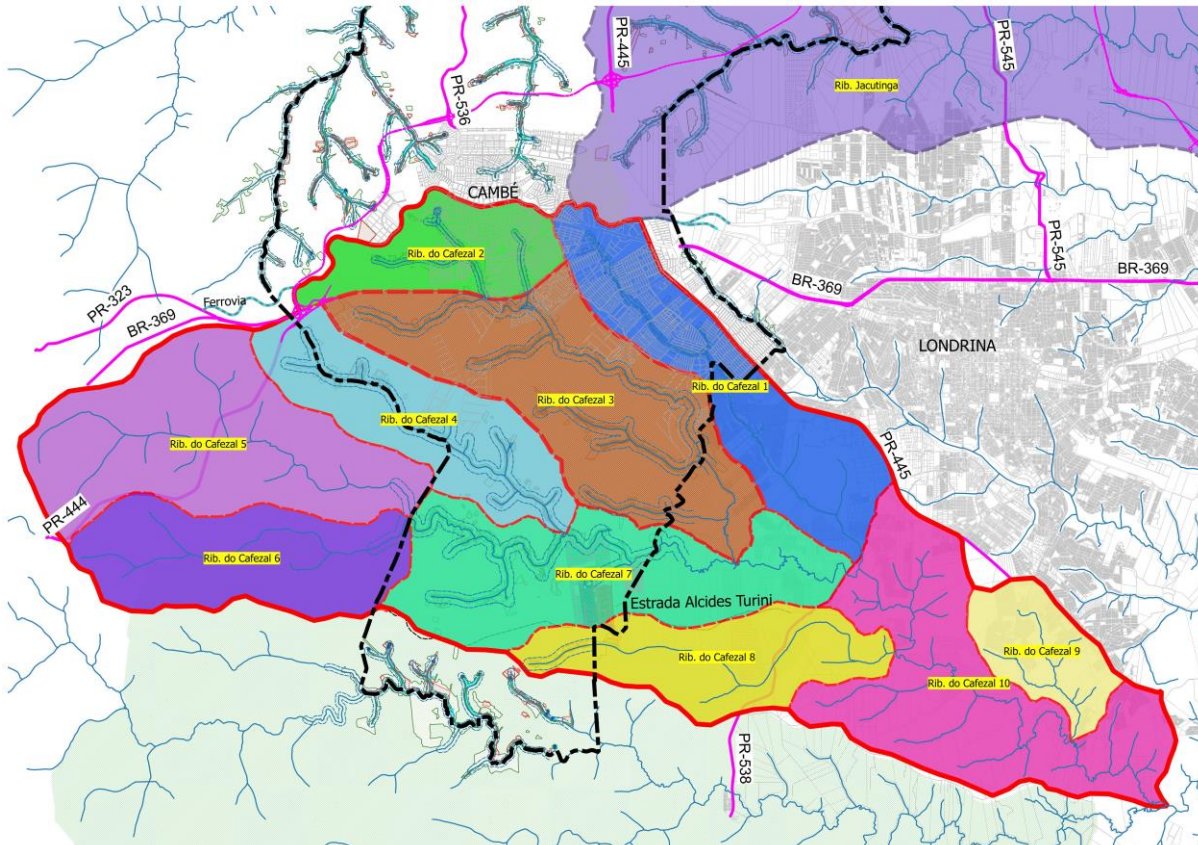 PR-445
PR-545
PR-536
Rib. Jacutinga
CAMBÉ
Rib. do Cafezal 2
PR-545
BR-369
BR-369
Ferrovia
PR-323
BR-369
LONDRINA
Rib. do Cafezal 1
Rib. do Cafezal 3
Rib. do Cafezal 4
Rib. do Cafezal 5
PR-445
PR-444
Rib. do Cafezal 6
Rib. do Cafezal 7
Estrada Alcides Turini
Rib. do Cafezal 8
Rib. do Cafezal 9
Rib. do Cafezal 10
PR-538